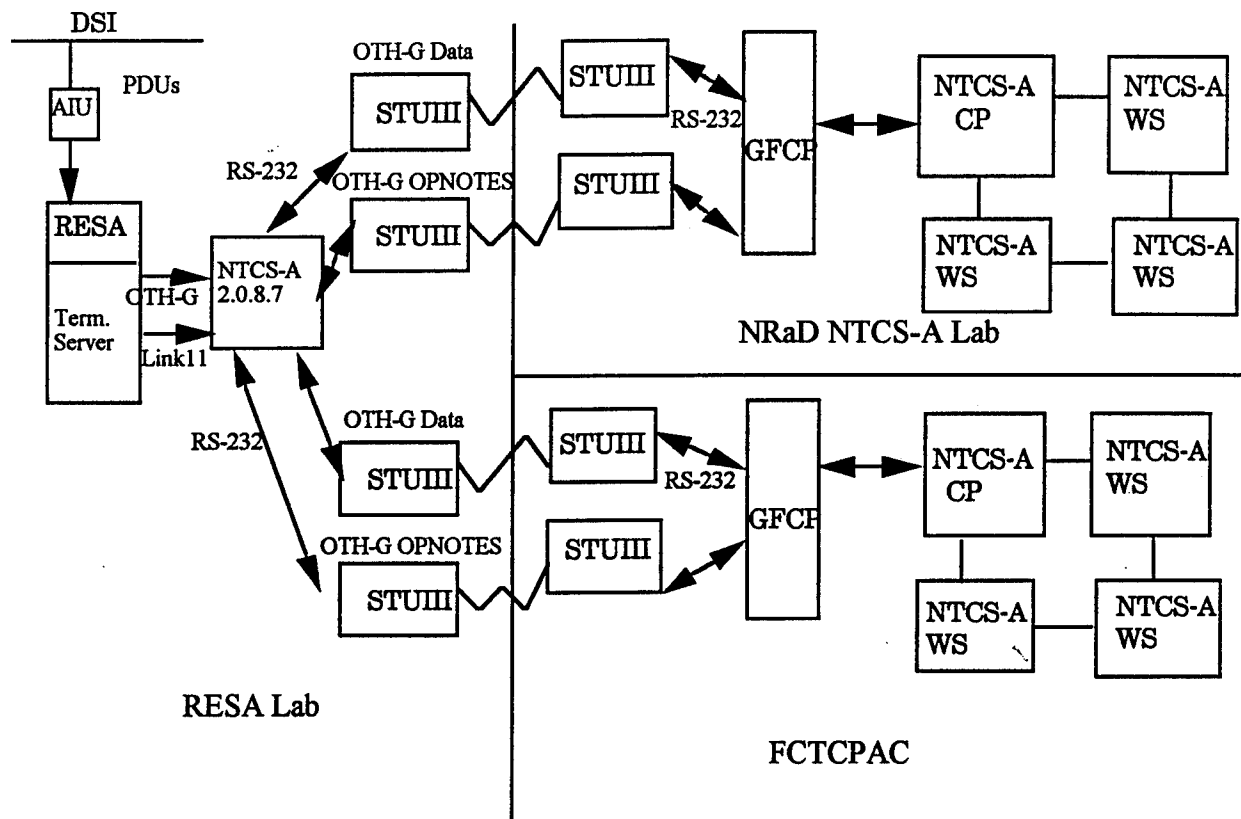 DSI
PDUs
AIU
RESA
Term.
Server
OTH-G
Link11
NTCS-A
2.0.8.7
RS-232
OTH-G Data
STUIII
OTH-G OPNOTES
STUIII
RS-232
OTH-G Data
STUIII
OTH-G OPNOTES
STUIII
RESA Lab
STUIII
STUIII
RS-232
GFCP
NTCS-A
CP
NTCS-A
WS
NTCS-A
WS
NTCS-A
WS
NRaD NTCS-A Lab
STUIII
STUIII
RS-232
GFCP
NTCS-A
CP
NTCS-A
WS
NTCS-A
WS
NTCS-A
WS
FCTCPAC